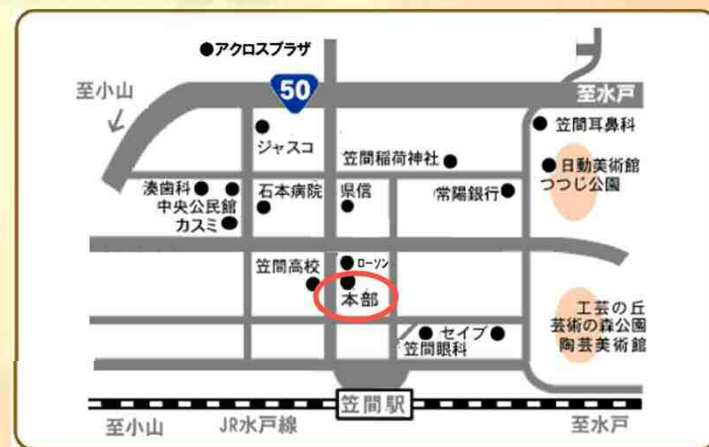 アクロスプラザ
至小山
50
至水戸
ジャスコ
笠間耳鼻科
笠間稲荷神社
日動美術館
つつじ公園
湊歯科
石本病院
県信
常陽銀行
中央公民館
カスミ
笠間高校
ローソン
本部
工芸の丘
芸術の森公園
陶芸美術館
セイブ
笠間眼科
笠間駅
至小山
JR水戸線
至水戸